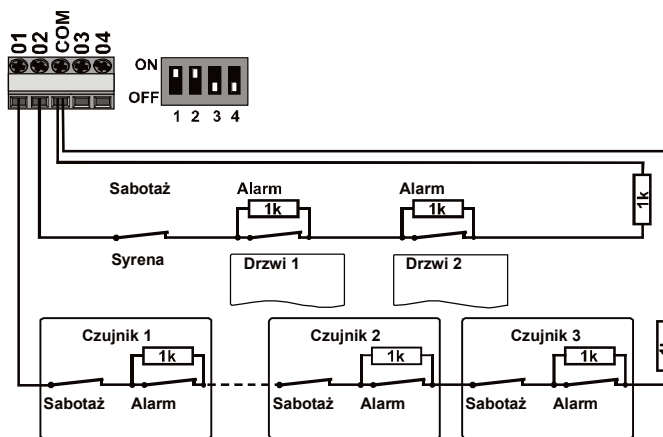 01 02 COM 03 04
ON
OFF
1 2 3 4
Sabotaż Alarm Alarm
1k 1k
1k
Syrena Drzwi 1 Drzwi 2
Czujnik 1 Czujnik 2 Czujnik 3
1k 1k 1k
Sabotaż Alarm Sabotaż Alarm Sabotaż Alarm